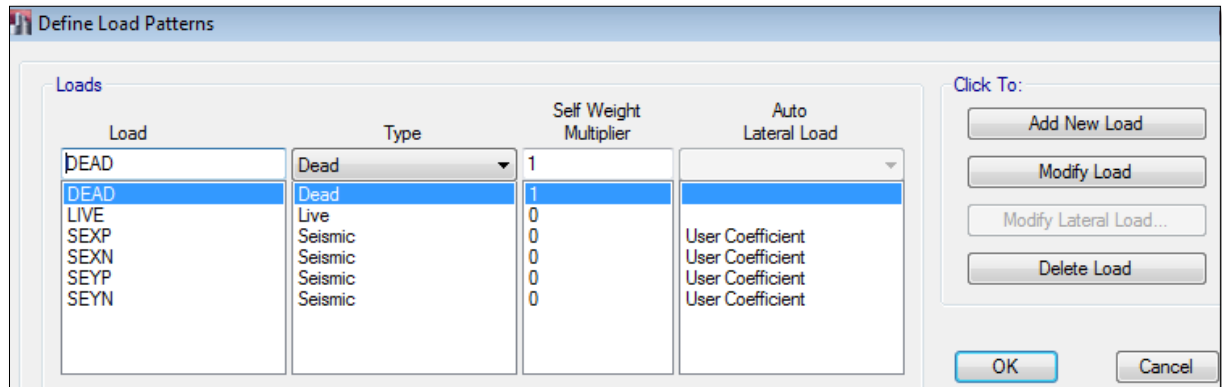 Define Load Patterns
Loads
Click To:
Load Type Self Weight Multiplier Auto Lateral Load
DEAD Dead 1
DEAD Dead 1
LIVE Live 0
SEXP Seismic 0 User Coefficient
SEXN Seismic 0 User Coefficient
SEYP Seismic 0 User Coefficient
SEYN Seismic 0 User Coefficient
Add New Load
Modify Load
Modify Lateral Load...
Delete Load
OK Cancel